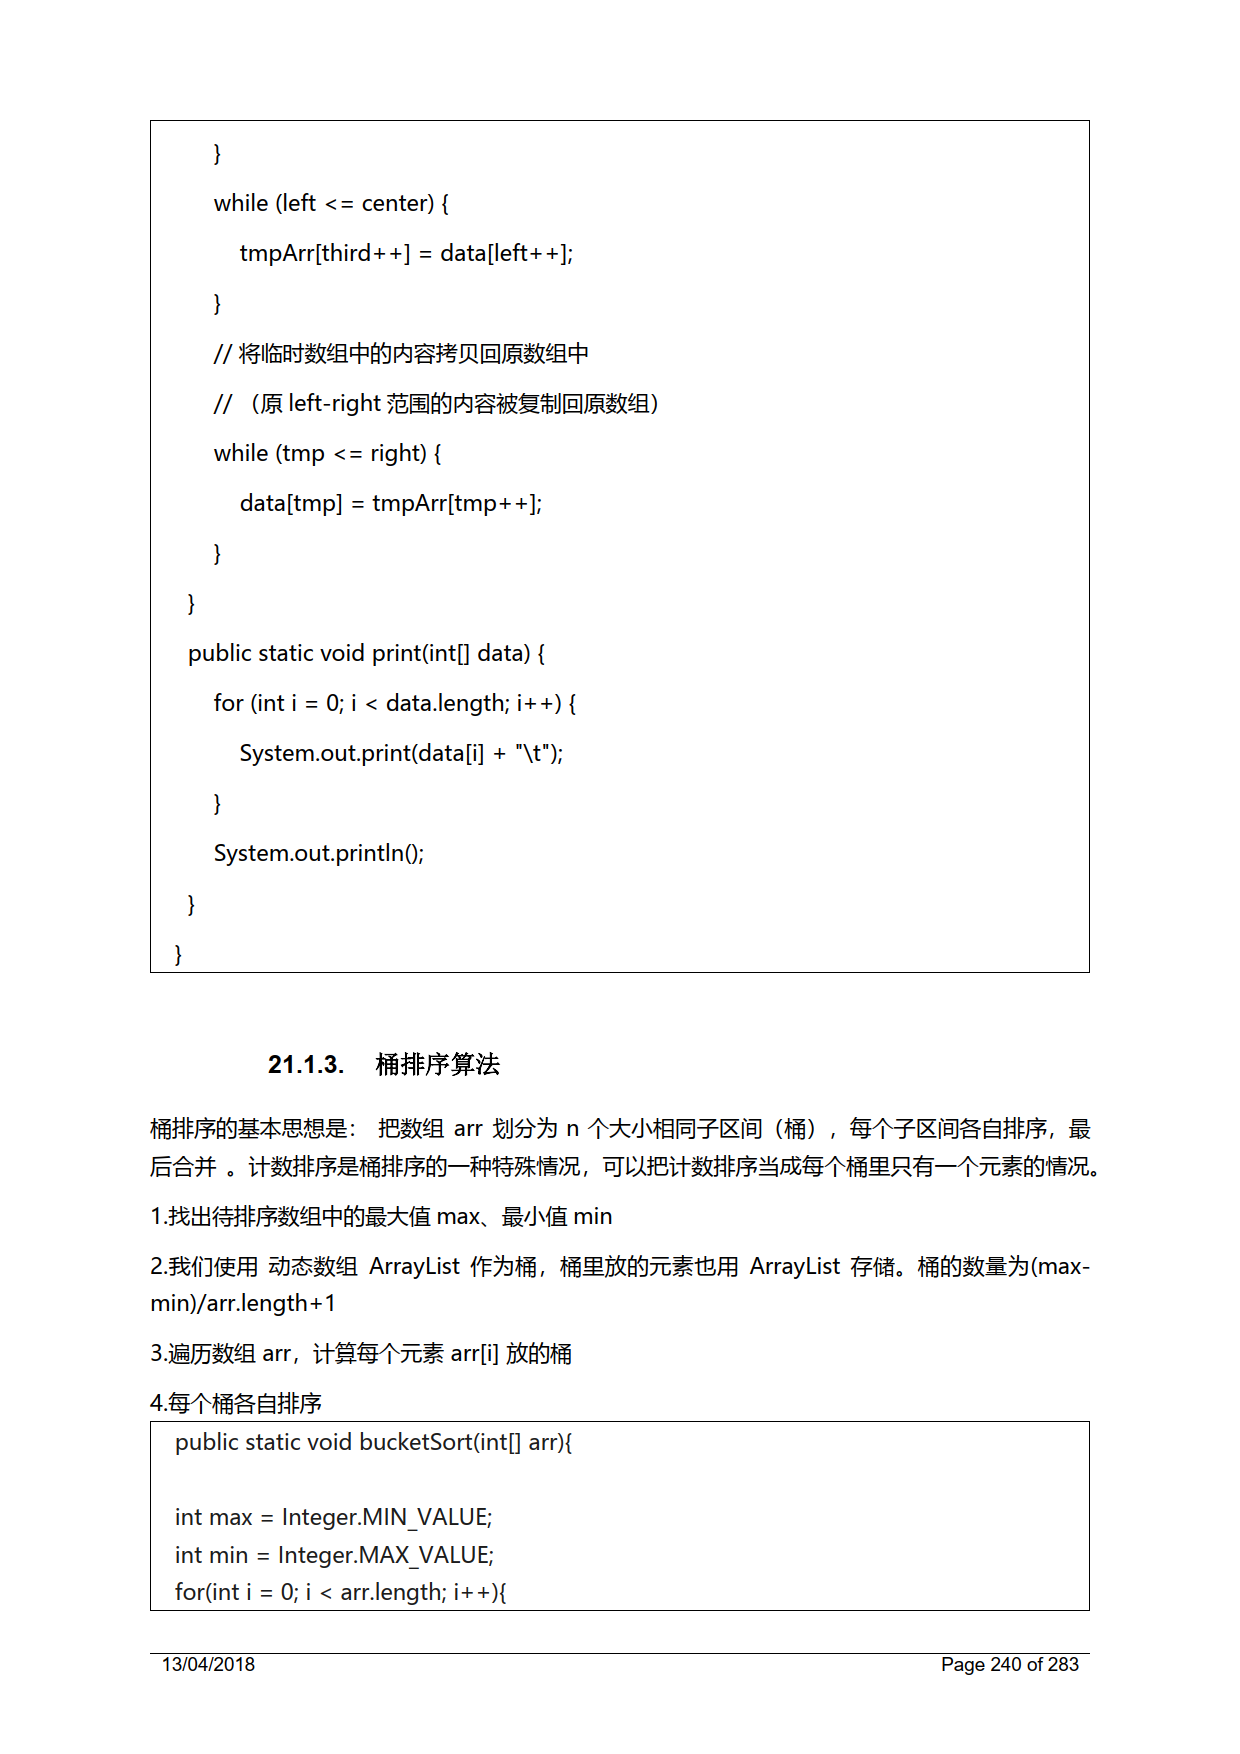 }
while (left <= center) {
tmpArr[third++] = data[left++];
}
// 将临时数组中的内容拷贝回原数组中
// （原 left-right 范围的内容被复制回原数组）
while (tmp <= right) {
data[tmp] = tmpArr[tmp++];
}
}
public static void print(int[] data) {
for (int i = 0; i < data.length; i++) {
System.out.print(data[i] + "\t");
}
System.out.println();
}
}
21.1.3. 桶排序算法
桶排序的基本思想是： 把数组 arr 划分为 n 个大小相同子区间（桶），每个子区间各自排序，最
后合并 。计数排序是桶排序的一种特殊情况，可以把计数排序当成每个桶里只有一个元素的情况。
1.找出待排序数组中的最大值 max、最小值 min
2.我们使用 动态数组 ArrayList 作为桶，桶里放的元素也用 ArrayList 存储。桶的数量为(max-
min)/arr.length+1
3.遍历数组 arr，计算每个元素 arr[i] 放的桶
4.每个桶各自排序
public static void bucketSort(int[] arr){
int max = Integer.MIN_VALUE;
int min = Integer.MAX_VALUE;
for(int i = 0; i < arr.length; i++){
13/04/2018 Page 240 of 283